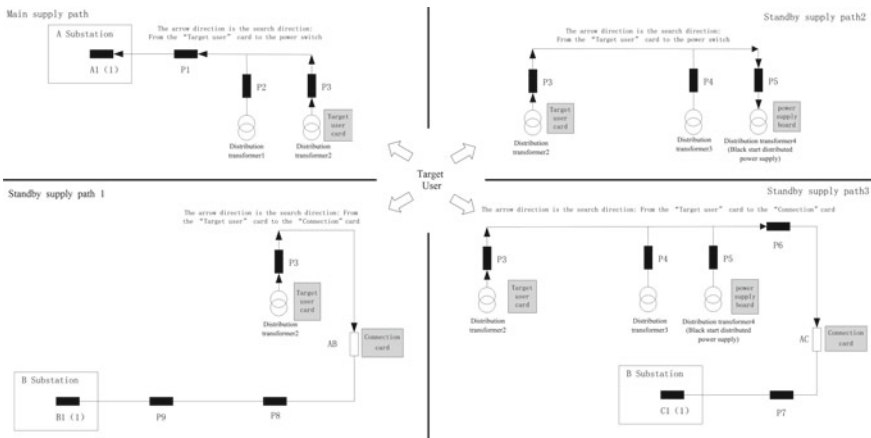 Main supply path
A Substation
The arrow direction is the search direction:
From the "Target user" card to the power switch
A1 (1)
P1
P2
P3
Target
user
card
Distribution
transformer1
Distribution
transformer2
Standby supply path2
The arrow direction is the search direction:
From the "Target user" card to the power switch
P3
P4
P5
Target
user
card
power
supply
board
Distribution
transformer2
Distribution
transformer3
Distribution transformer4
(Black start distributed
power supply)
Target
User
Standby supply path 1
The arrow direction is the search direction: From
the "Target user" card to the "Connection"card
P3
Target
user
card
Distribution
transformer2
AB
Connection
card
B Substation
B1 (1)
P9
P8
Standby supply path3
The arrow direction is the search direction: From the "Target user" card to the "Connection" card
P6
P3
P4
P5
Target
user
card
power
supply
board
Distribution
transformer2
Distribution
transformer3
Distribution transformer4
(Black start distributed
power supply)
AC
Connection
card
B Substation
C1 (1)
P7